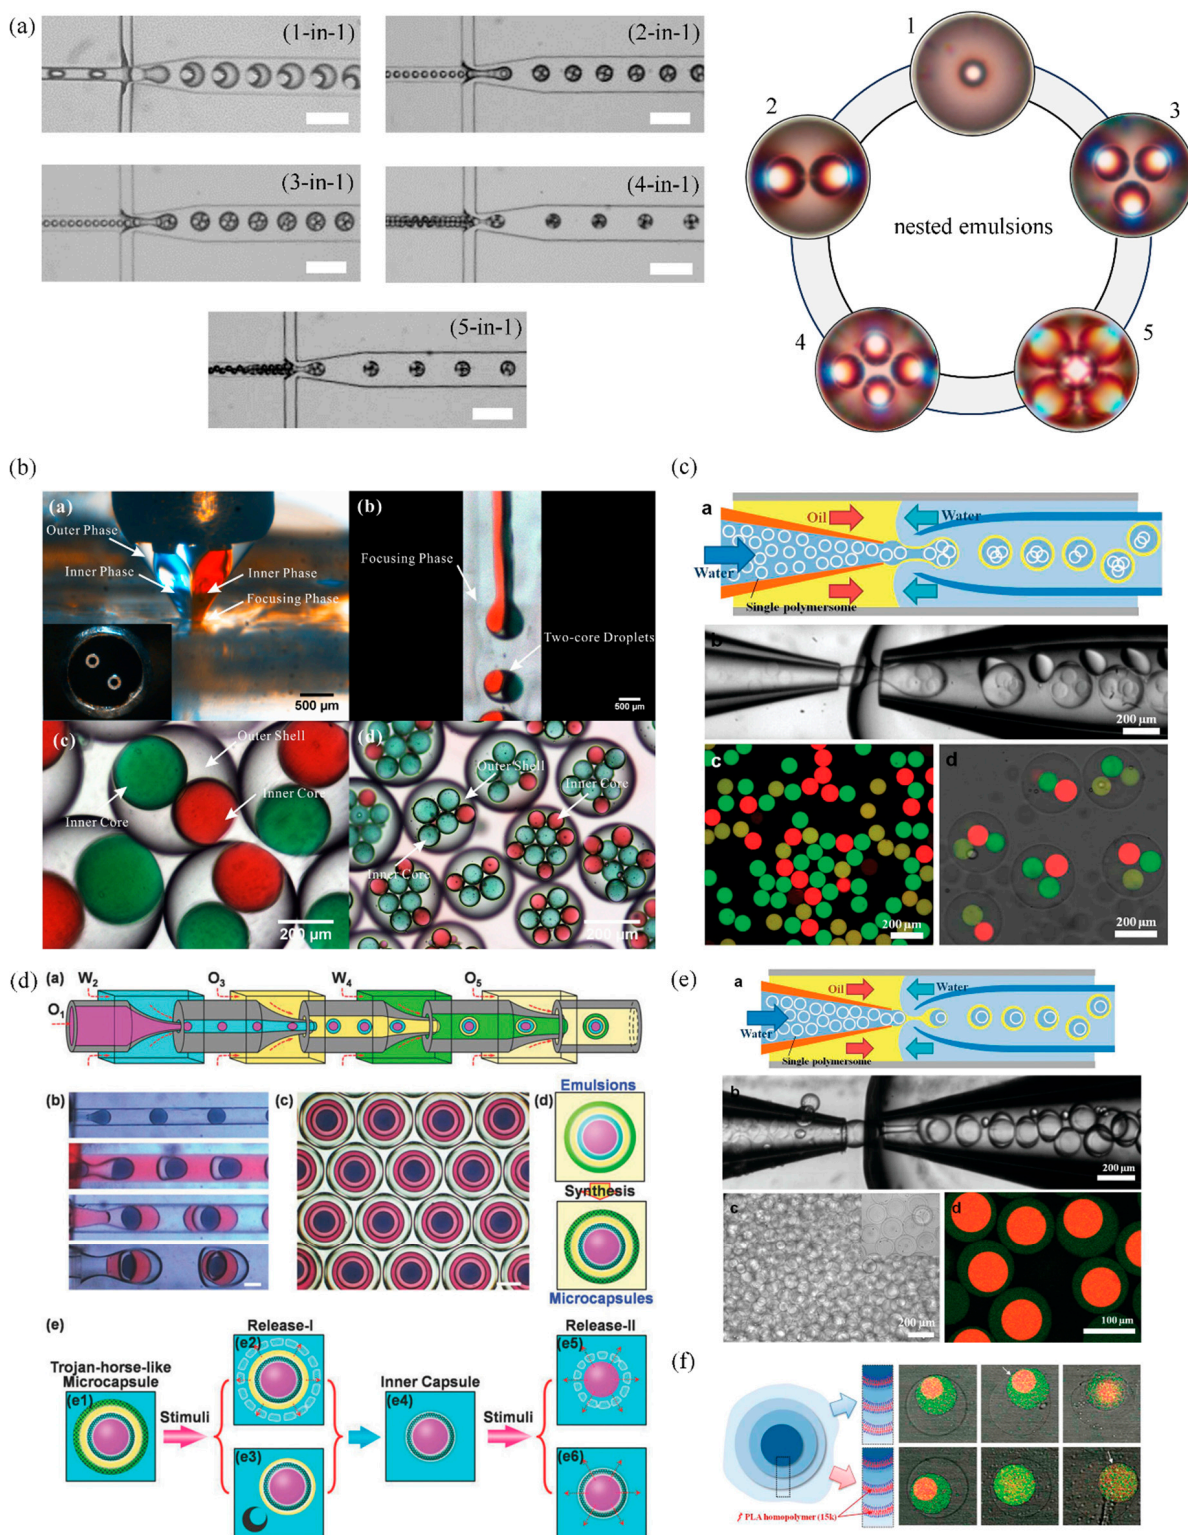 (a)
(1-in-1)
(2-in-1)
(3-in-1)
(4-in-1)
(5-in-1)
1
2
3
nested emulsions
4
5
(b)
(a)
Outer Phase
Inner Phase
Inner Phase
Focusing Phase
500 μm
(b)
Focusing Phase
Two-core Droplets
500 μm
(c)
Outer Shell
Inner Core
Inner Core
200 μm
(d)
Outer Shell
Inner Core
Inner Core
200 μm
(c)
a
Oil
Water
Water
Single polymersome
b
200 μm
c
200 μm
d
200 μm
(d)
(a)
W2
O3
W4
O5
O1
(b)
(c)
(d)
Emulsions
Synthesis
Microcapsules
(e)
Trojan-horse-like
Microcapsule
(e1)
Stimuli
Release-I
(e2)
(e3)
Inner Capsule
(e4)
Stimuli
Release-II
(e5)
(e6)
(e)
a
Oil
Water
Water
Single polymersome
b
200 μm
c
200 μm
d
100 μm
(f)
PLA homopolymer (15k)